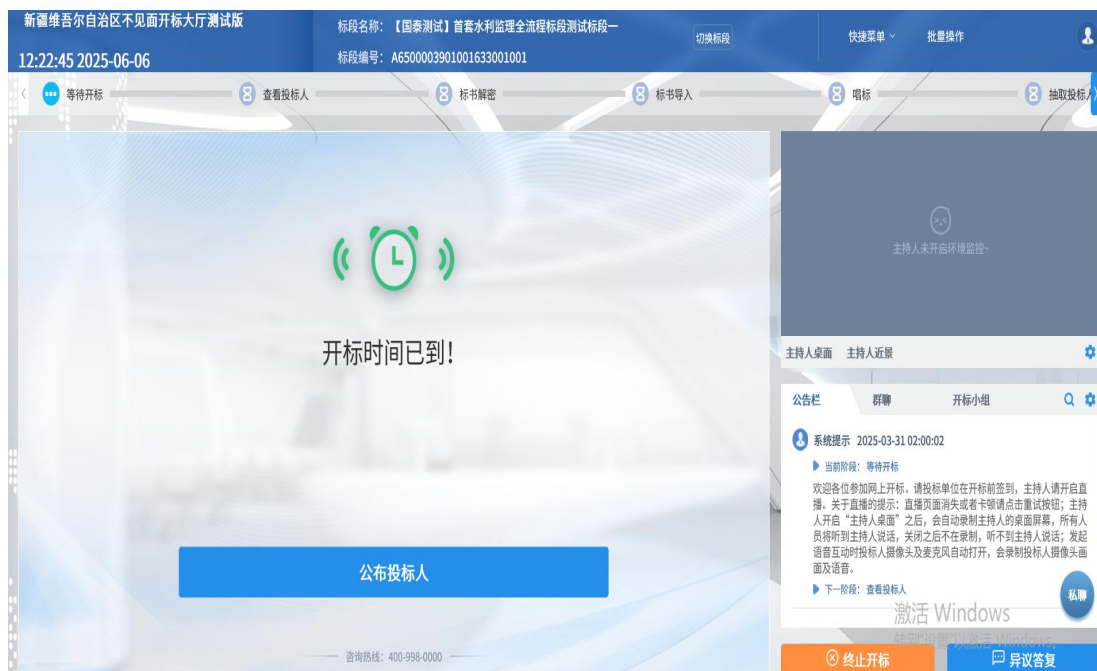 新疆维吾尔自治区不见面开标大厅测试版
12:22:45 2025-06-06
标段名称：【国泰测试】首套水利监理全流程标段测试标段一
标段编号：A6500003901001633001001
切换标段
快捷菜单
批量操作
等待开标
查看投标人
标书解密
标书导入
唱标
抽取投标人
开标时间已到！
公布投标人
咨询热线：400-998-0000
主持人未开启环境监控~
主持人桌面 主持人近景
公告栏 群聊 开标小组
系统提示 2025-03-31 02:00:02
当前阶段：等待开标
欢迎各位参加网上开标。请投标单位在开标前签到，主持人请开启直
播。关于直播的提示：直播页面消失或者卡顿请点击重试按钮；主持
人开启“主持人桌面”之后，会自动录制主持人的桌面屏幕，所有人
员将听到主持人说话，关闭之后不在录制，听不到主持人说话；发起
语音互动时投标人摄像头及麦克风自动打开，会录制投标人摄像头画
面及语音。
下一阶段：查看投标人
私聊
激活 Windows
转到"设置"以激活 Windows。
终止开标
异议答复